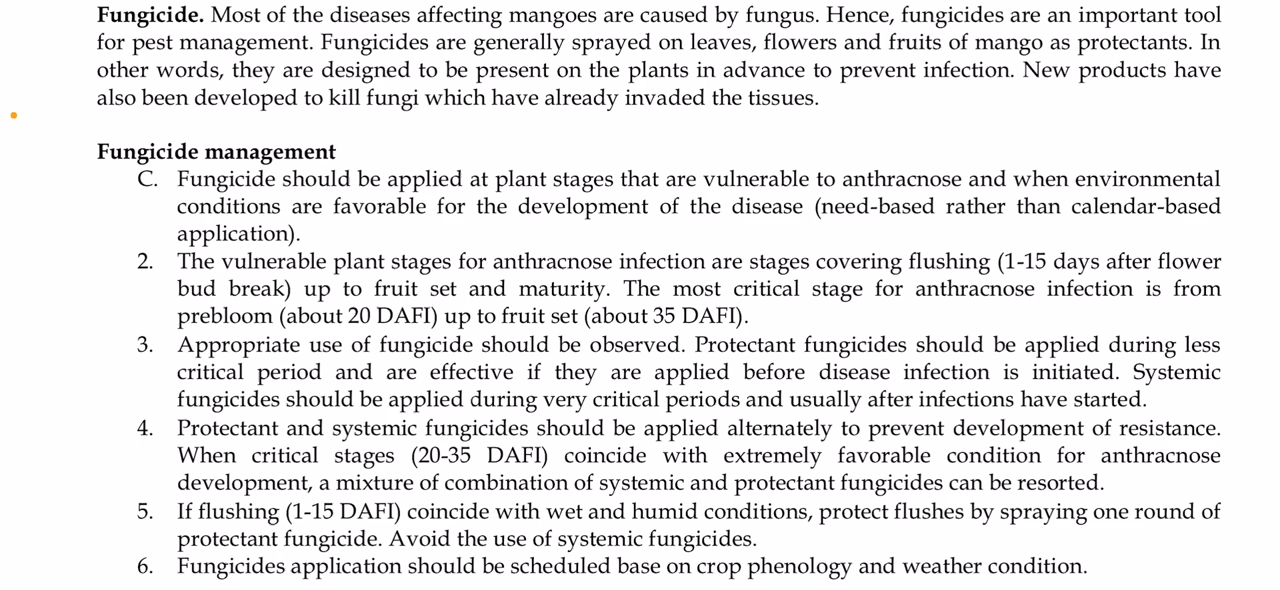 Fungicide. Most of the diseases affecting mangoes are caused by fungus. Hence, fungicides are an important tool
for pest management. Fungicides are generally sprayed on leaves, flowers and fruits of mango as protectants. In
other words, they are designed to be present on the plants in advance to prevent infection. New products have
also been developed to kill fungi which have already invaded the tissues.
Fungicide management
C. Fungicide should be applied at plant stages that are vulnerable to anthracnose and when environmental
conditions are favorable for the development of the disease (need-based rather than calendar-based
application).
2. The vulnerable plant stages for anthracnose infection are stages covering flushing (1-15 days after flower
bud break) up to fruit set and maturity. The most critical stage for anthracnose infection is from
prebloom (about 20 DAFI) up to fruit set (about 35 DAFI).
3. Appropriate use of fungicide should be observed. Protectant fungicides should be applied during less
critical period and are effective if they are applied before disease infection is initiated. Systemic
fungicides should be applied during very critical periods and usually after infections have started.
4. Protectant and systemic fungicides should be applied alternately to prevent development of resistance.
When critical stages (20-35 DAFI) coincide with extremely favorable condition for anthracnose
development, a mixture of combination of systemic and protectant fungicides can be resorted.
5. If flushing (1-15 DAFI) coincide with wet and humid conditions, protect flushes by spraying one round of
protectant fungicide. Avoid the use of systemic fungicides.
6. Fungicides application should be scheduled base on crop phenology and weather condition.